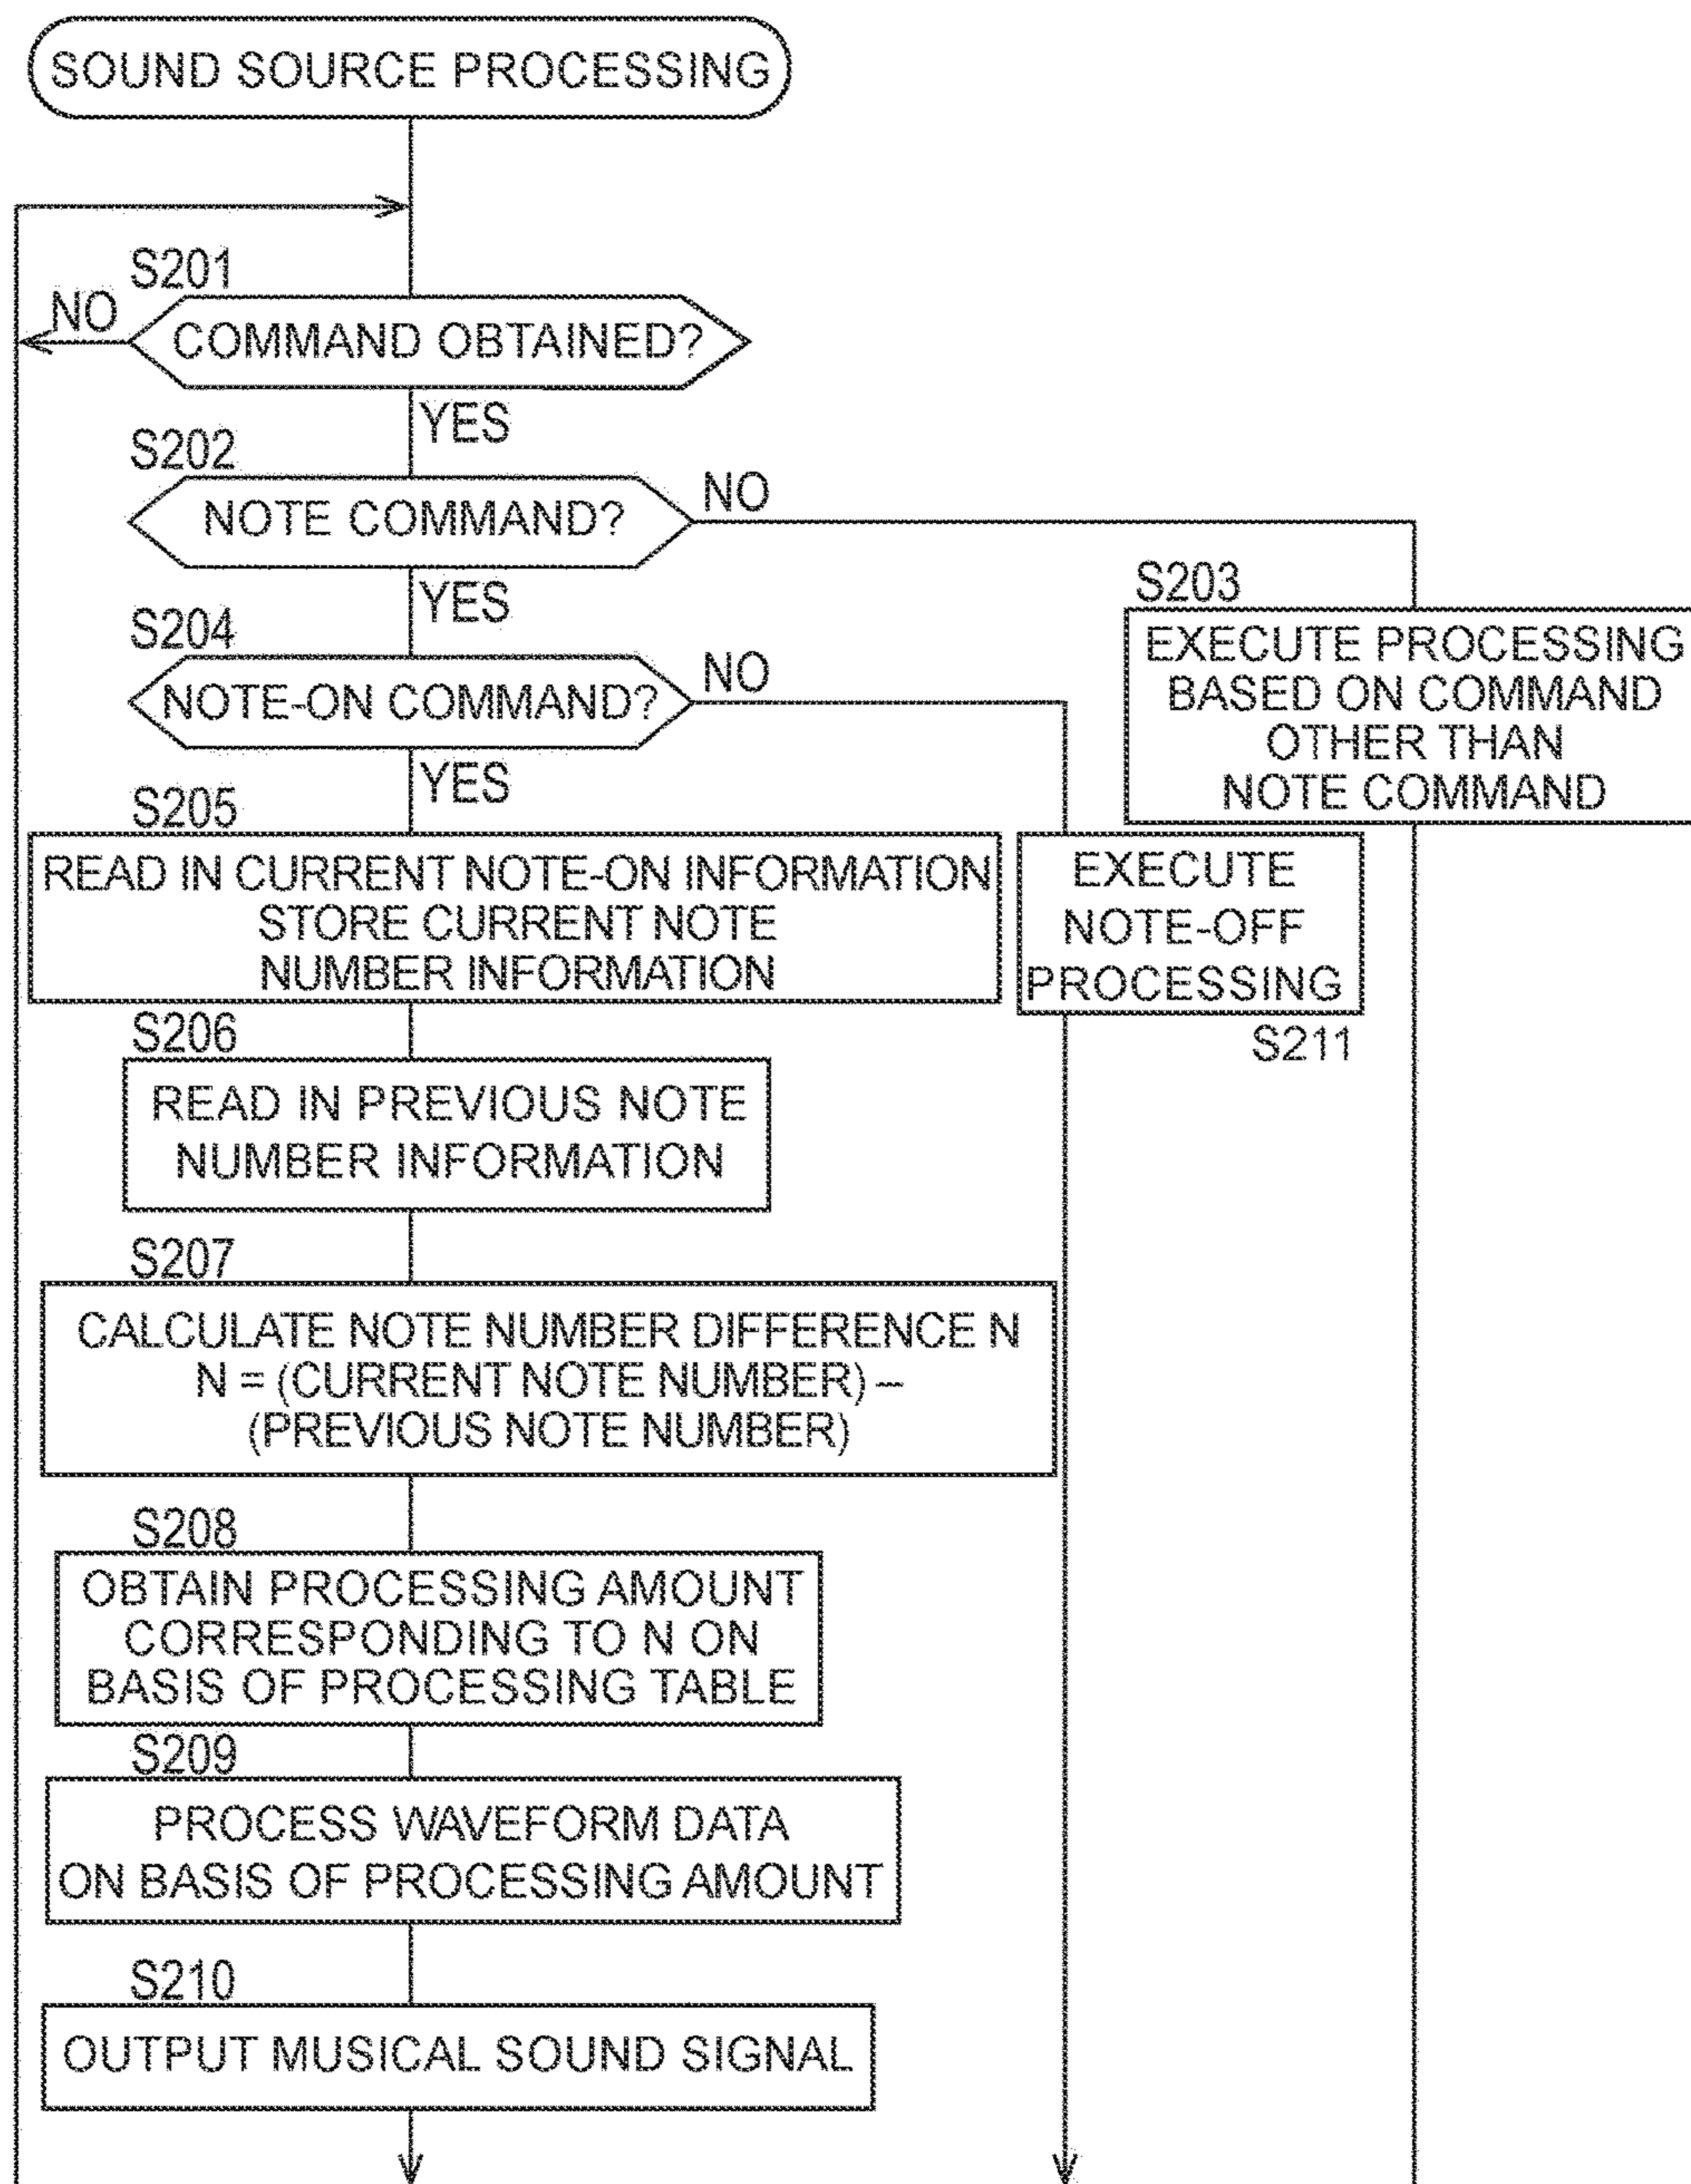 SOUND SOURCE PROCESSING
S201
NO
COMMAND OBTAINED?
YES
S202
NOTE COMMAND?
NO
YES
S203
EXECUTE PROCESSING
BASED ON COMMAND
OTHER THAN
NOTE COMMAND
S204
NOTE-ON COMMAND?
NO
YES
S205
READ IN CURRENT NOTE-ON INFORMATION
STORE CURRENT NOTE
NUMBER INFORMATION
EXECUTE
NOTE-OFF
PROCESSING
S211
S206
READ IN PREVIOUS NOTE
NUMBER INFORMATION
S207
CALCULATE NOTE NUMBER DIFFERENCE N
N = (CURRENT NOTE NUMBER) –
(PREVIOUS NOTE NUMBER)
S208
OBTAIN PROCESSING AMOUNT
CORRESPONDING TO N ON
BASIS OF PROCESSING TABLE
S209
PROCESS WAVEFORM DATA
ON BASIS OF PROCESSING AMOUNT
S210
OUTPUT MUSICAL SOUND SIGNAL